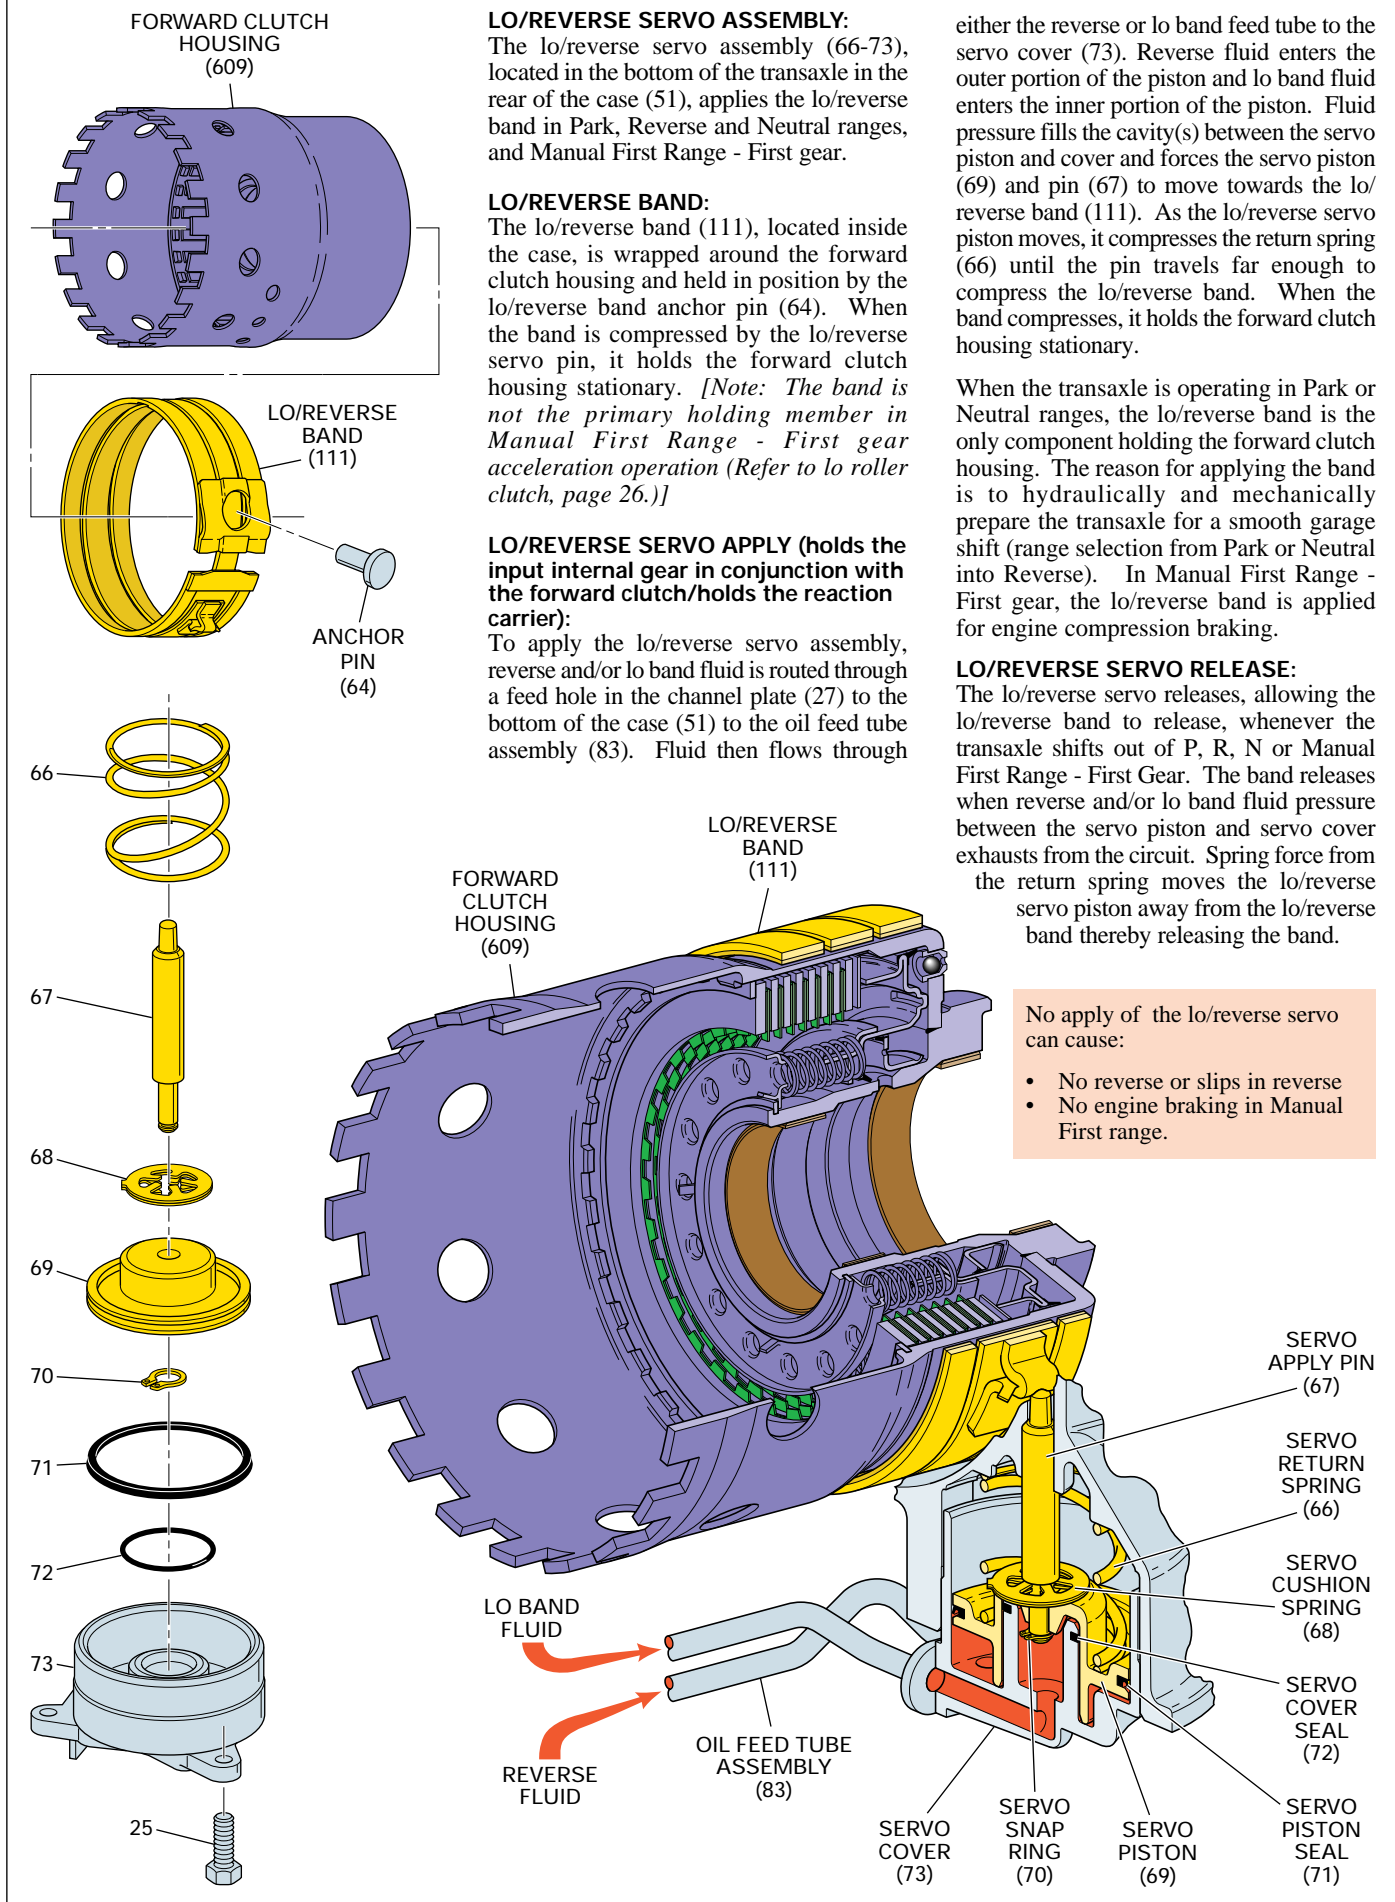 FORWARD CLUTCH
HOUSING
(609)
LO/REVERSE
BAND
(111)
ANCHOR
PIN
(64)
66
67
68
69
70
71
72
73
25
LO/REVERSE SERVO ASSEMBLY:
The lo/reverse servo assembly (66-73),
located in the bottom of the transaxle in the
rear of the case (51), applies the lo/reverse
band in Park, Reverse and Neutral ranges,
and Manual First Range - First gear.
LO/REVERSE BAND:
The lo/reverse band (111), located inside
the case, is wrapped around the forward
clutch housing and held in position by the
lo/reverse band anchor pin (64). When
the band is compressed by the lo/reverse
servo pin, it holds the forward clutch
housing stationary. [Note: The band is
not the primary holding member in
Manual First Range - First gear
acceleration operation (Refer to lo roller
clutch, page 26.)]
LO/REVERSE SERVO APPLY (holds the
input internal gear in conjunction with
the forward clutch/holds the reaction
carrier):
To apply the lo/reverse servo assembly,
reverse and/or lo band fluid is routed through
a feed hole in the channel plate (27) to the
bottom of the case (51) to the oil feed tube
assembly (83). Fluid then flows through
either the reverse or lo band feed tube to the
servo cover (73). Reverse fluid enters the
outer portion of the piston and lo band fluid
enters the inner portion of the piston. Fluid
pressure fills the cavity(s) between the servo
piston and cover and forces the servo piston
(69) and pin (67) to move towards the lo/
reverse band (111). As the lo/reverse servo
piston moves, it compresses the return spring
(66) until the pin travels far enough to
compress the lo/reverse band. When the
band compresses, it holds the forward clutch
housing stationary.
When the transaxle is operating in Park or
Neutral ranges, the lo/reverse band is the
only component holding the forward clutch
housing. The reason for applying the band
is to hydraulically and mechanically
prepare the transaxle for a smooth garage
shift (range selection from Park or Neutral
into Reverse). In Manual First Range -
First gear, the lo/reverse band is applied
for engine compression braking.
LO/REVERSE SERVO RELEASE:
The lo/reverse servo releases, allowing the
lo/reverse band to release, whenever the
transaxle shifts out of P, R, N or Manual
First Range - First Gear. The band releases
when reverse and/or lo band fluid pressure
between the servo piston and servo cover
exhausts from the circuit. Spring force from
the return spring moves the lo/reverse
servo piston away from the lo/reverse
band thereby releasing the band.
No apply of the lo/reverse servo
can cause:
• No reverse or slips in reverse
• No engine braking in Manual
First range.
LO/REVERSE
BAND
(111)
FORWARD
CLUTCH
HOUSING
(609)
SERVO
APPLY PIN
(67)
SERVO
RETURN
SPRING
(66)
SERVO
CUSHION
SPRING
(68)
SERVO
COVER
SEAL
(72)
SERVO
PISTON
SEAL
(71)
LO BAND
FLUID
REVERSE
FLUID
OIL FEED TUBE
ASSEMBLY
(83)
SERVO
COVER
(73)
SERVO
SNAP
RING
(70)
SERVO
PISTON
(69)